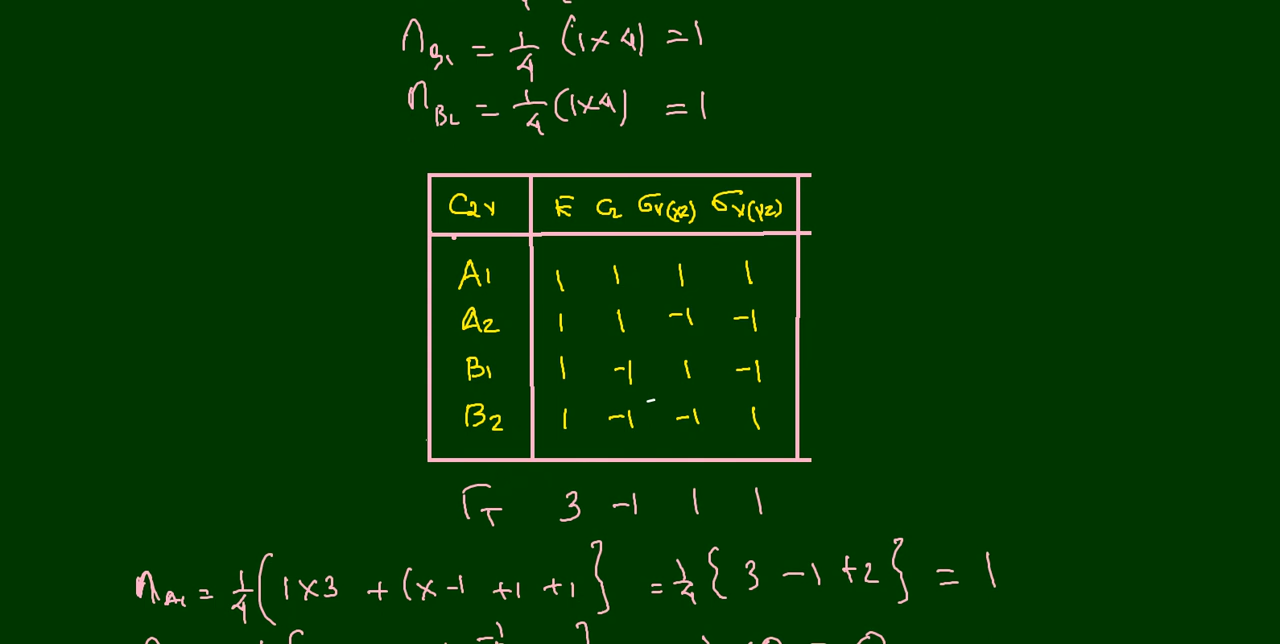 n_B1 = 1/4 (1×4) = 1
n_B2 = 1/4 (1×4) = 1
C2v E C2 σv(xz) σv(yz)
A1 1 1 1 1
A2 1 1 -1 -1
B1 1 -1 1 -1
B2 1 -1 -1 1
Γ_T 3 -1 1 1
n_A1 = 1/4 (1×3 + (×-1 +1 +1} = 1/4 {3 -1 +2} = 1